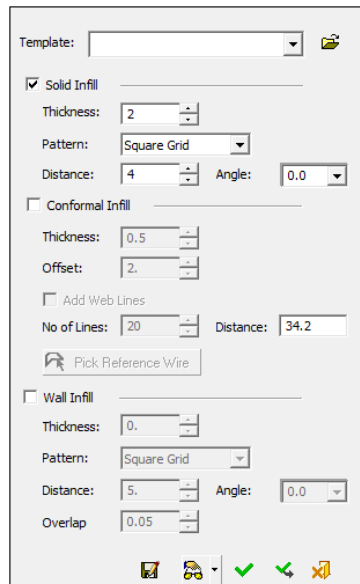 Template:
Solid Infill
Thickness: 2
Pattern: Square Grid
Distance: 4 Angle: 0.0
Conformal Infill
Thickness: 0.5
Offset: 2.
Add Web Lines
No of Lines: 20 Distance: 34.2
Pick Reference Wire
Wall Infill
Thickness: 0.
Pattern: Square Grid
Distance: 5. Angle: 0.0
Overlap 0.05